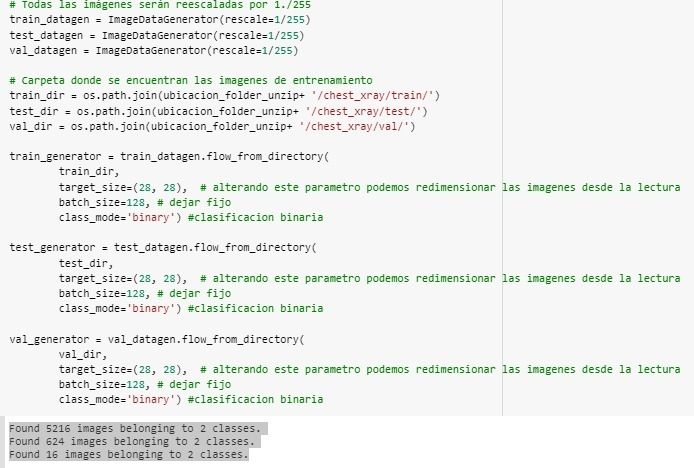 # Todas las imágenes serán reescaladas por 1./255
train_datagen = ImageDataGenerator(rescale=1/255)
test_datagen = ImageDataGenerator(rescale=1/255)
val_datagen = ImageDataGenerator(rescale=1/255)
# Carpeta donde se encuentran las imagenes de entrenamiento
train_dir = os.path.join(ubicacion_folder_unzip+ '/chest_xray/train/')
test_dir = os.path.join(ubicacion_folder_unzip+ '/chest_xray/test/')
val_dir = os.path.join(ubicacion_folder_unzip+ '/chest_xray/val/')
train_generator = train_datagen.flow_from_directory(
train_dir,
target_size=(28, 28),  # alterando este parametro podemos redimensionar las imagenes desde la lectura
batch_size=128, # dejar fijo
class_mode='binary') #clasificacion binaria
test_generator = test_datagen.flow_from_directory(
test_dir,
target_size=(28, 28),  # alterando este parametro podemos redimensionar las imagenes desde la lectura
batch_size=128, # dejar fijo
class_mode='binary') #clasificacion binaria
val_generator = val_datagen.flow_from_directory(
val_dir,
target_size=(28, 28),  # alterando este parametro podemos redimensionar las imagenes desde la lectura
batch_size=128, # dejar fijo
class_mode='binary') #clasificacion binaria
Found 5216 images belonging to 2 classes.
Found 624 images belonging to 2 classes.
Found 16 images belonging to 2 classes.